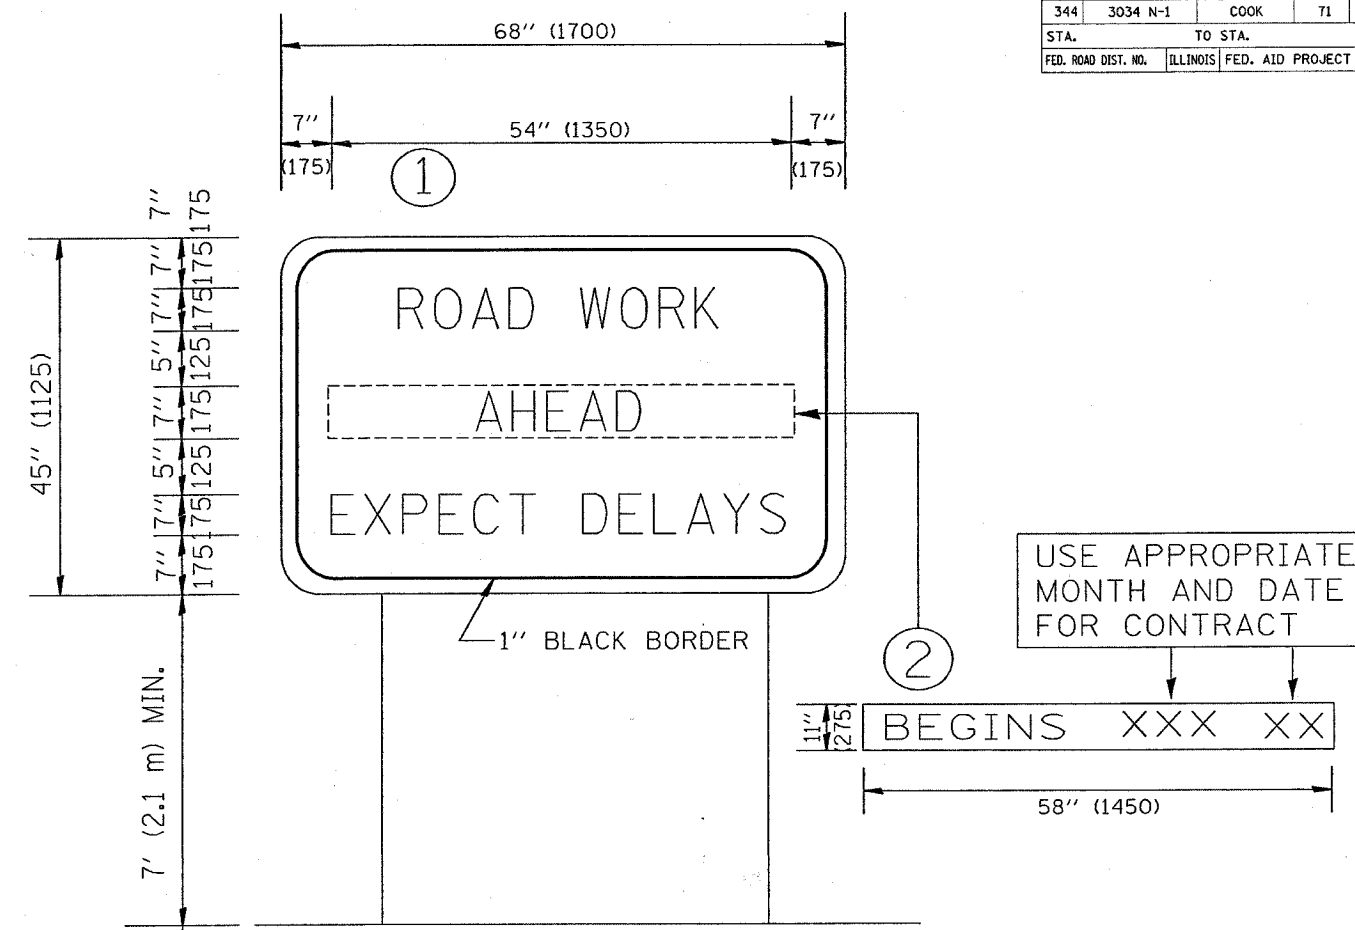 344 3034 N-1 COOK 71
STA. TO STA.
FED. ROAD DIST. NO. ILLINOIS FED. AID PROJECT
68'' (1700)
7'' 54'' (1350) 7''
(175) (175)
1
7'' 175
7'' 175
7'' 175
5'' 125
7'' 175
5'' 125
7'' 175
7'' 175
45'' (1125)
ROAD WORK
AHEAD
EXPECT DELAYS
1'' BLACK BORDER
7' (2.1 m) MIN.
2
USE APPROPRIATE
MONTH AND DATE
FOR CONTRACT
11'' (275)
BEGINS XXX XX
58'' (1450)